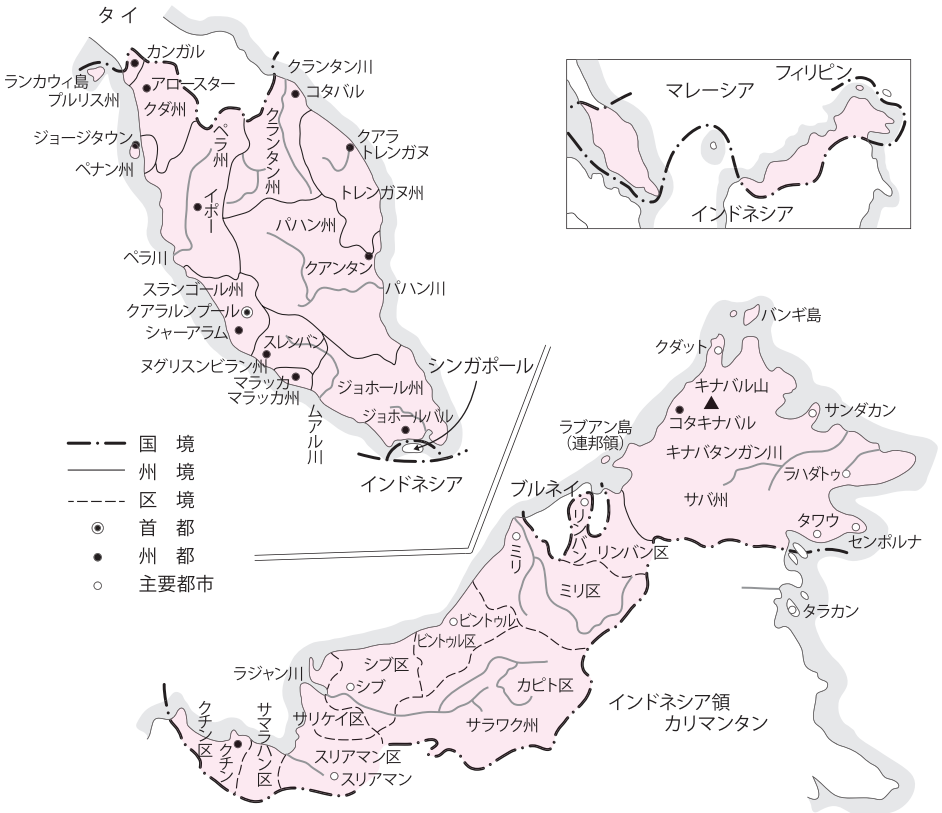 タイ
カンガル
ランカウィ島
プルリス州
アロースター
クダ州
クランタン川
コタバル
ジョージタウン
ペナン州
ペラ州
クランタン州
クアラ
トレンガヌ
トレンガヌ州
イポー
パハン州
ペラ川
クアンタン
パハン川
スランゴール州
クアラルンプール
シャーアラム
スレンバン
ヌグリスンビラン州
マラッカ
マラッカ州
ムアル川
ジョホール州
ジョホールバル
シンガポール
インドネシア
マレーシア
フィリピン
インドネシア
国境
州境
区境
首都
州都
主要都市
バンギ島
クダット
キナバル山
コタキナバル
サンダカン
ラブアン島
(連邦領)
キナバタンガン川
ラハダトゥ
サバ州
タワウ
センポルナ
ブルネイ
リンバン
リンバン区
ミリ
ミリ区
タラカン
ビントゥル
ビントゥル区
ラジャン川
シブ区
シブ
カピト区
サリケイ区
サラワク州
インドネシア領
カリマンタン
クチン区
クチン
サマラハン区
スリアマン区
スリアマン